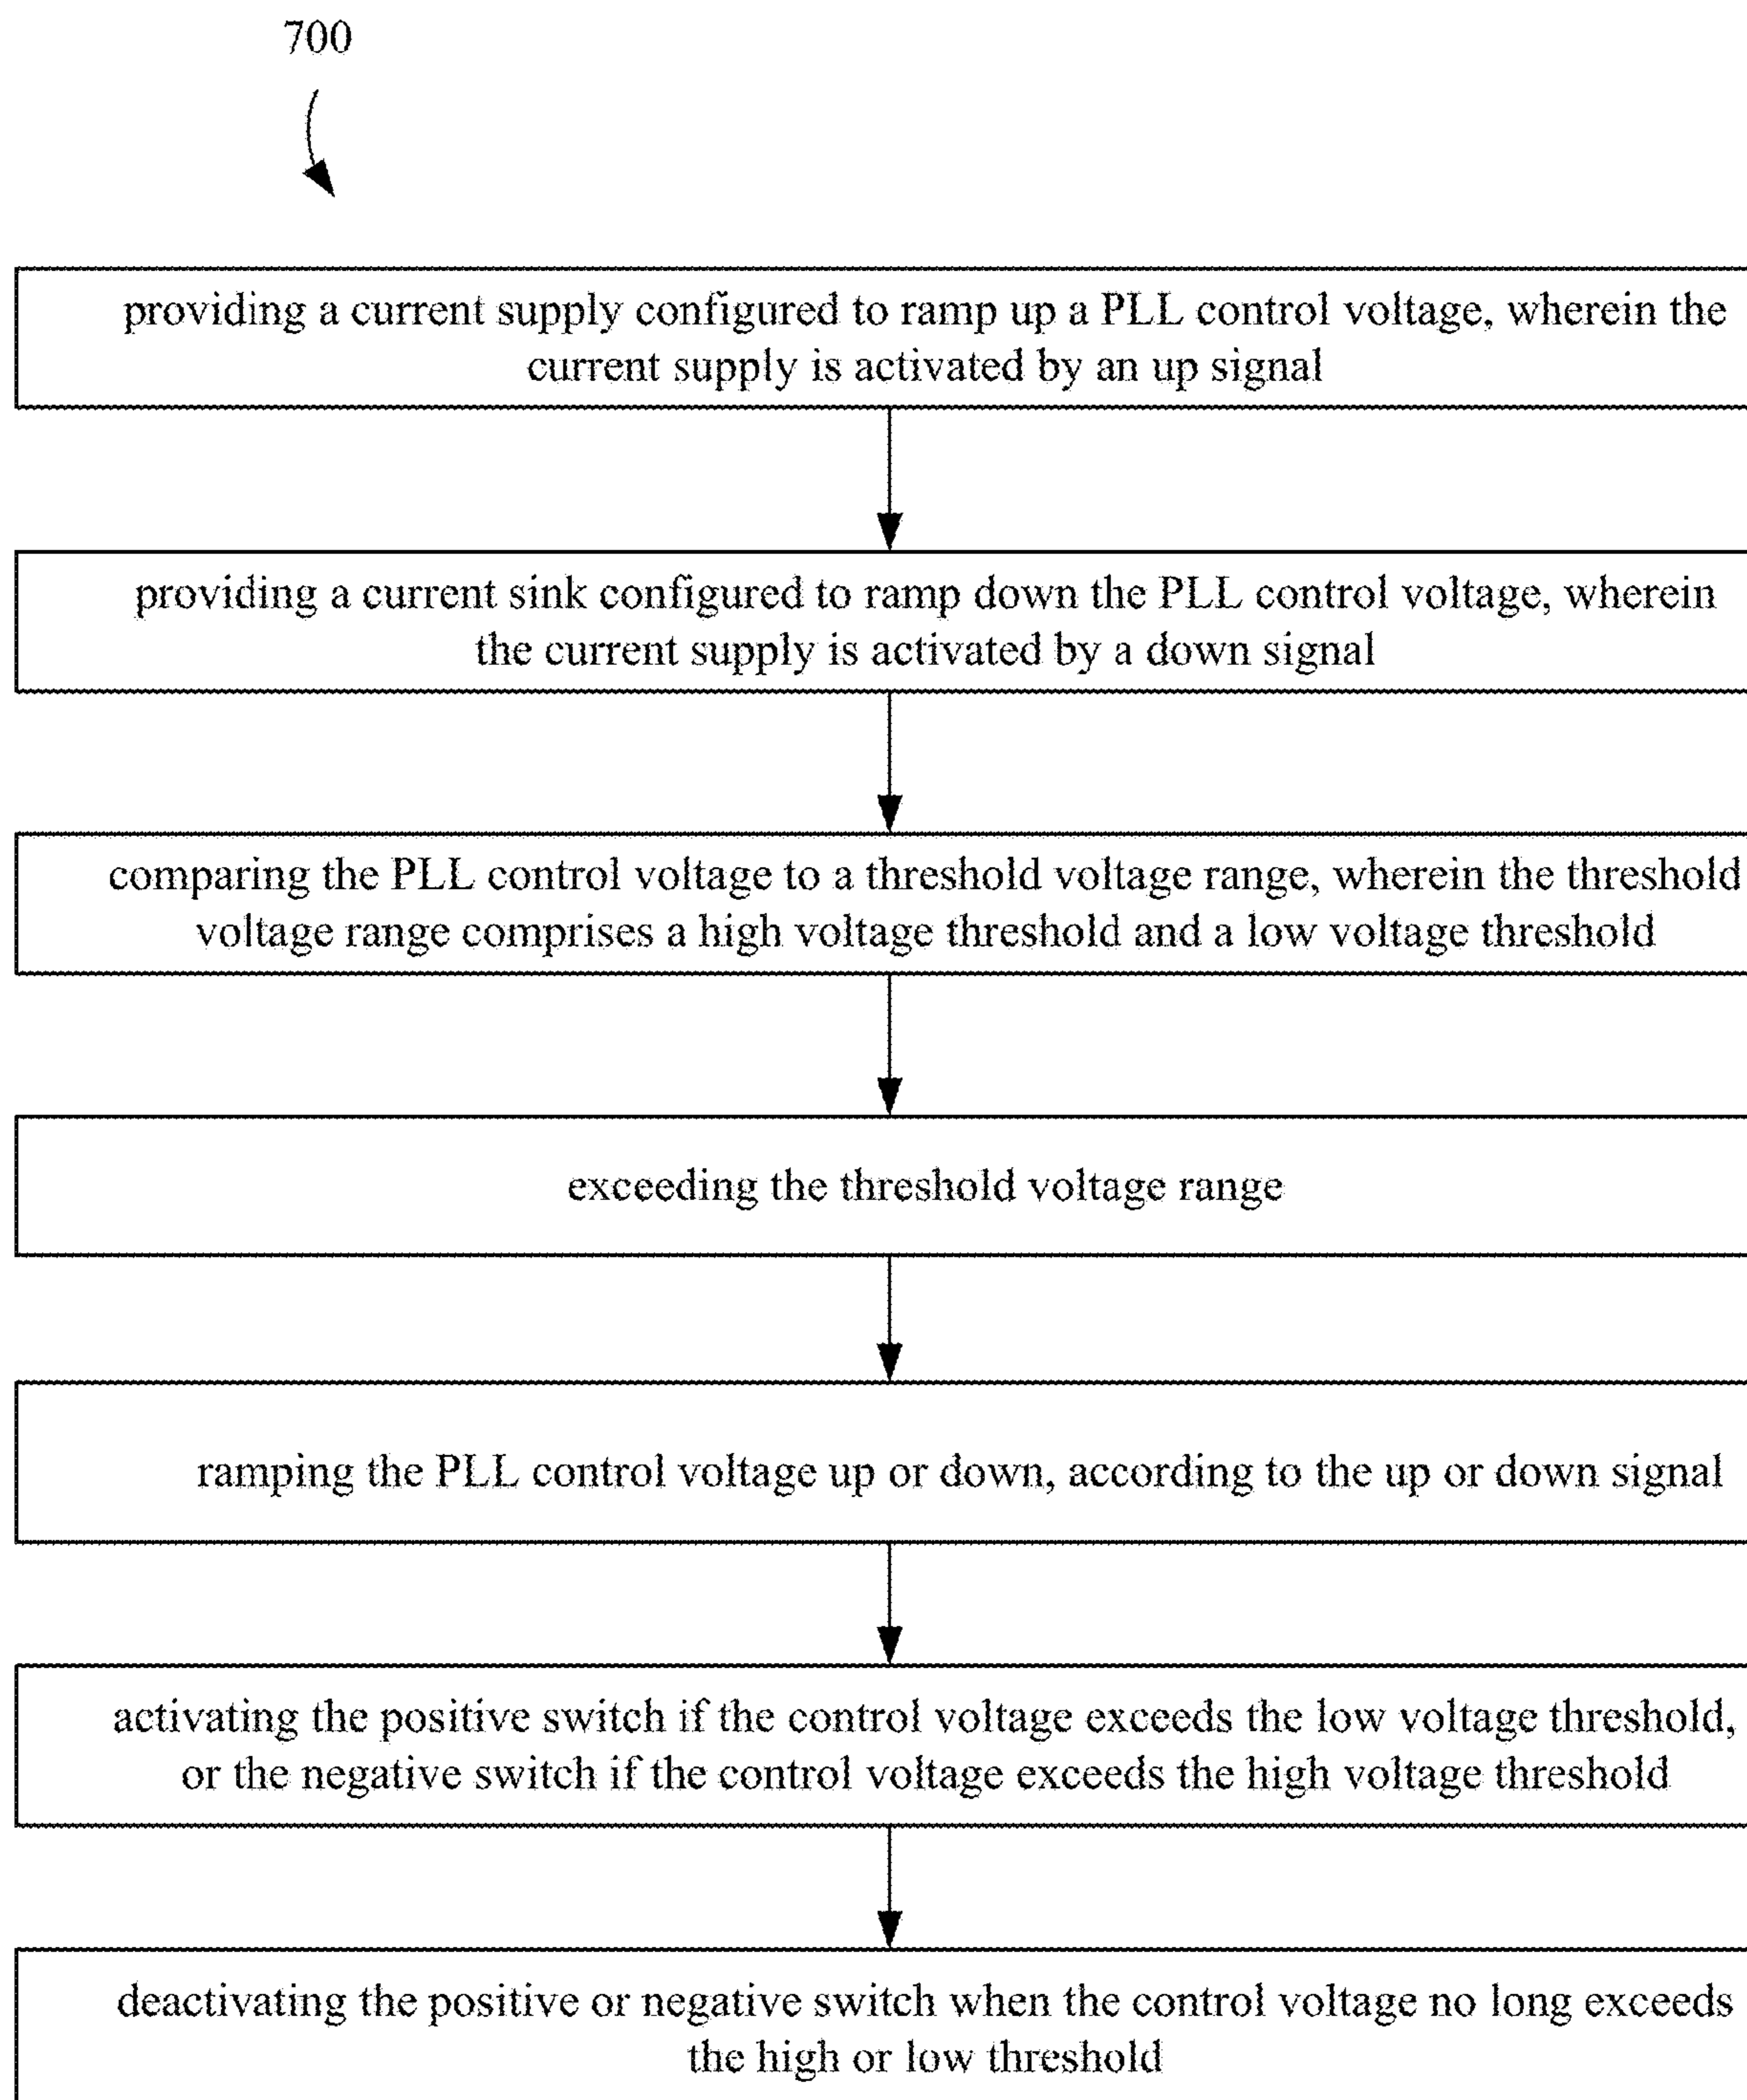 700
providing a current supply configured to ramp up a PLL control voltage, wherein the
current supply is activated by an up signal
providing a current sink configured to ramp down the PLL control voltage, wherein
the current supply is activated by a down signal
comparing the PLL control voltage to a threshold voltage range, wherein the threshold
voltage range comprises a high voltage threshold and a low voltage threshold
exceeding the threshold voltage range
ramping the PLL control voltage up or down, according to the up or down signal
activating the positive switch if the control voltage exceeds the low voltage threshold,
or the negative switch if the control voltage exceeds the high voltage threshold
deactivating the positive or negative switch when the control voltage no long exceeds
the high or low threshold